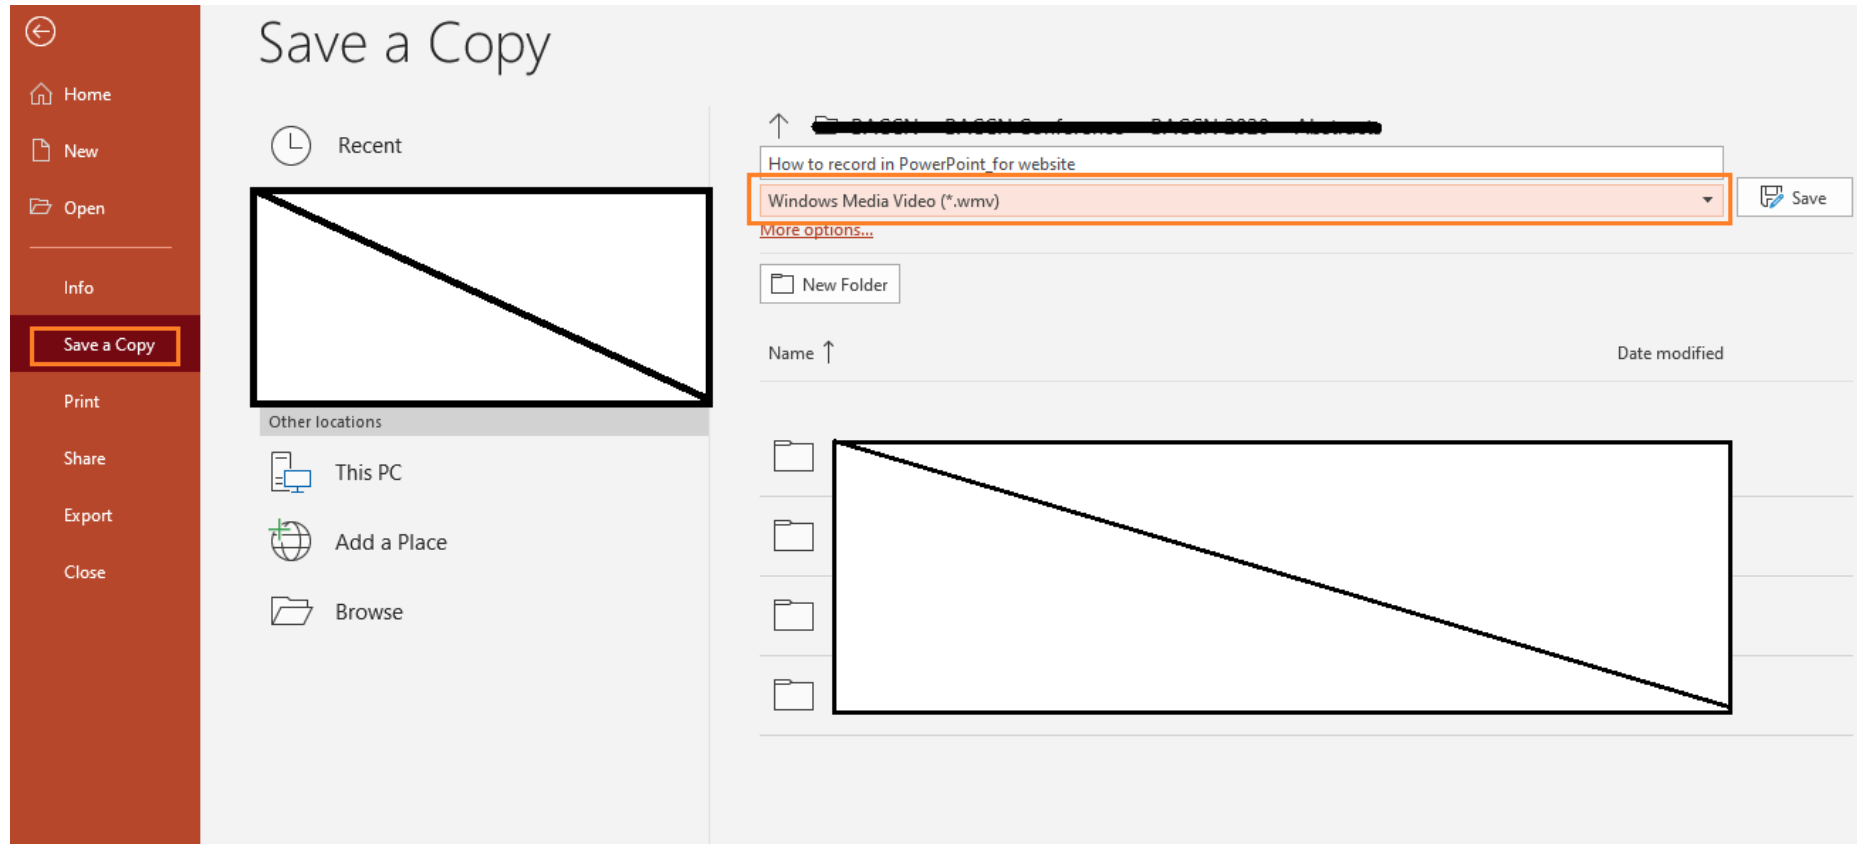 Save a Copy
Home
New
Open
Info
Save a Copy
Print
Share
Export
Close
Recent
Other locations
This PC
Add a Place
Browse
How to record in PowerPoint_for website
Windows Media Video (*.wmv)
Save
More options...
New Folder
Name
Date modified